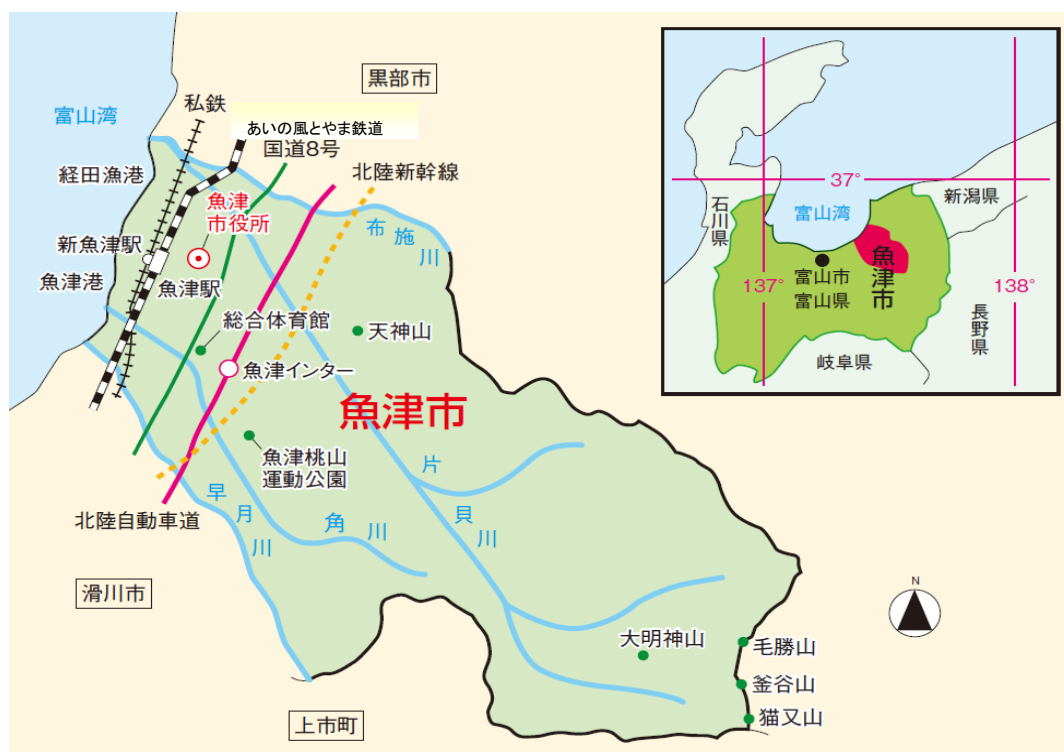 黒部市
私鉄
富山湾
あいの風とやま鉄道
国道8号
経田漁港
北陸新幹線
魚津
市役所
布施川
新魚津駅
魚津港
魚津駅
総合体育館
天神山
魚津インター
魚津市
魚津桃山
運動公園
片貝川
早月川
角川
北陸自動車道
滑川市
大明神山
毛勝山
釜谷山
猫又山
上市町
N
37°
新潟県
石川県
富山湾
魚津市
137°
富山市
富山県
138°
長野県
岐阜県